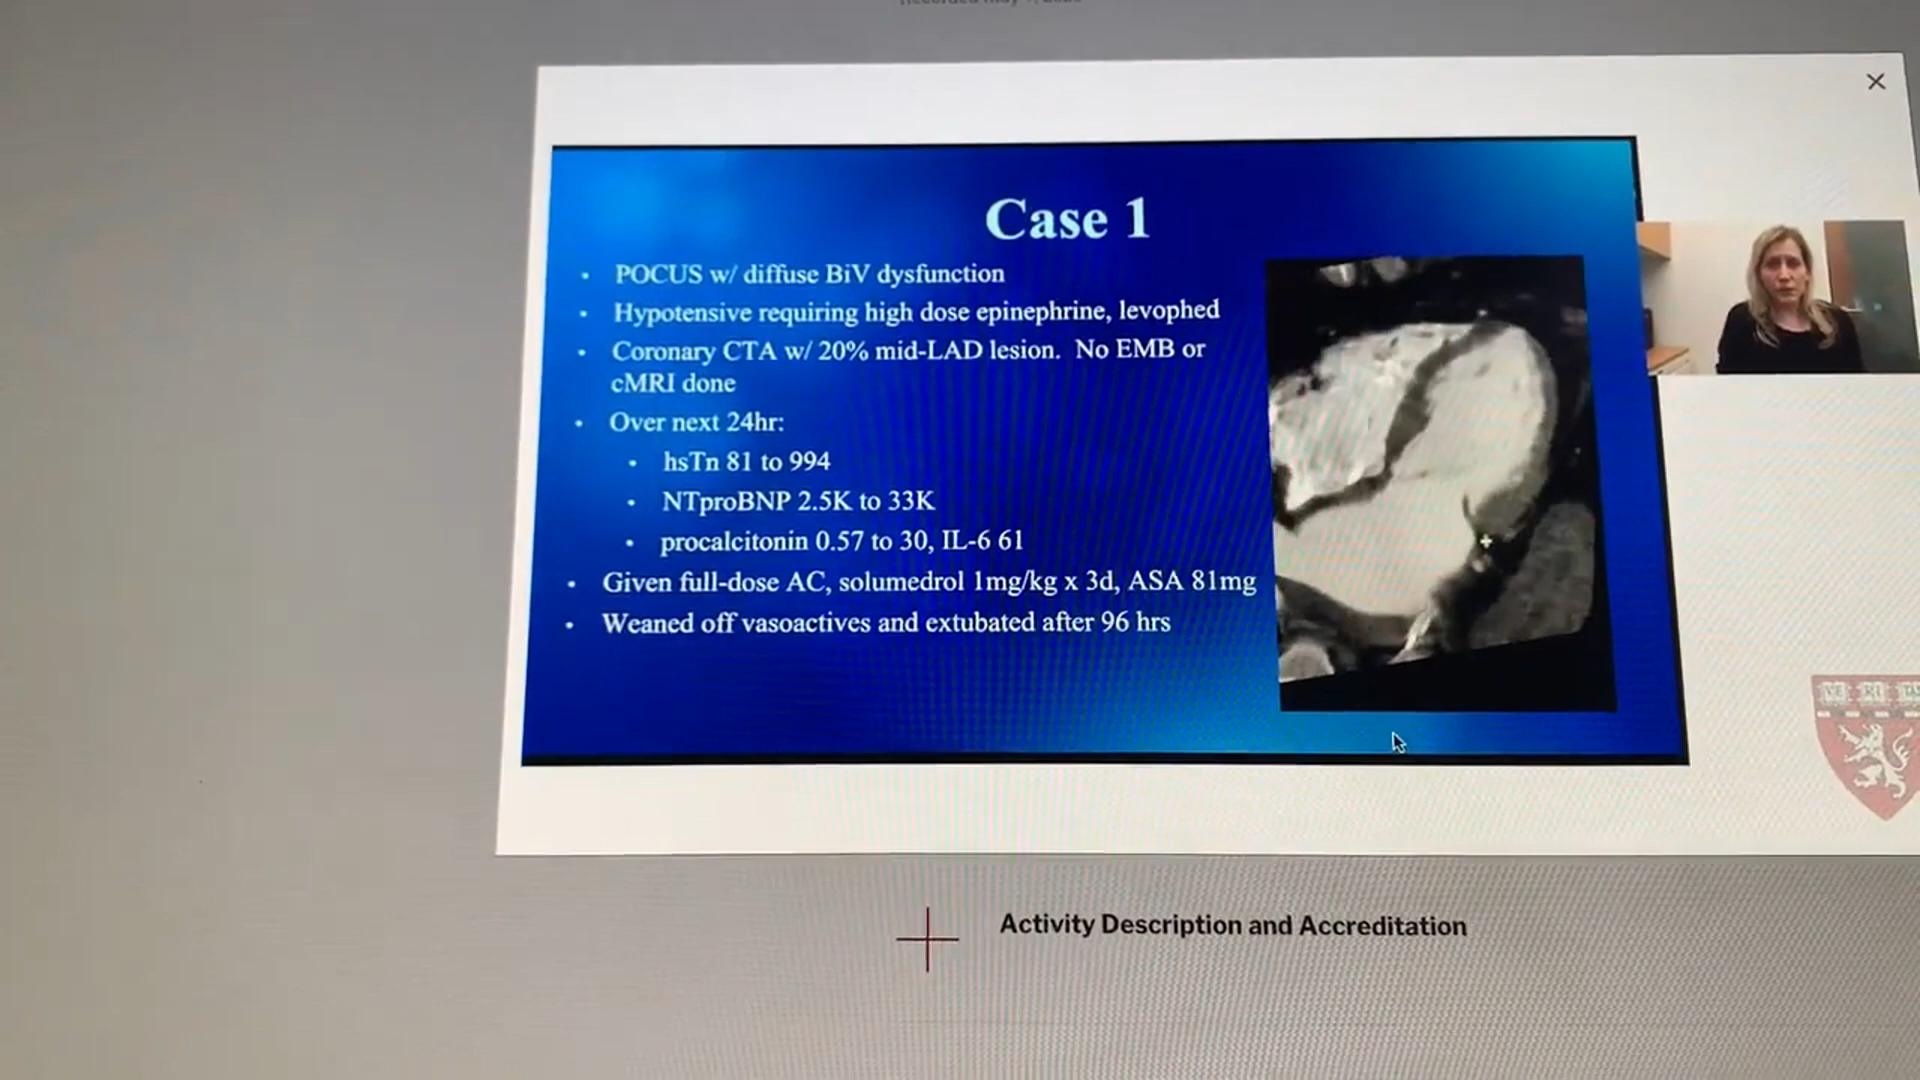 Case 1
• POCUS w/ diffuse BiV dysfunction
• Hypotensive requiring high dose epinephrine, levophed
• Coronary CTA w/ 20% mid-LAD lesion. No EMB or
cMRI done
• Over next 24hr:
• hsTn 81 to 994
• NTproBNP 2.5K to 33K
• procalcitonin 0.57 to 30, IL-6 61
• Given full-dose AC, solumedrol 1mg/kg x 3d, ASA 81mg
• Weaned off vasoactives and extubated after 96 hrs
VE RI
Activity Description and Accreditation